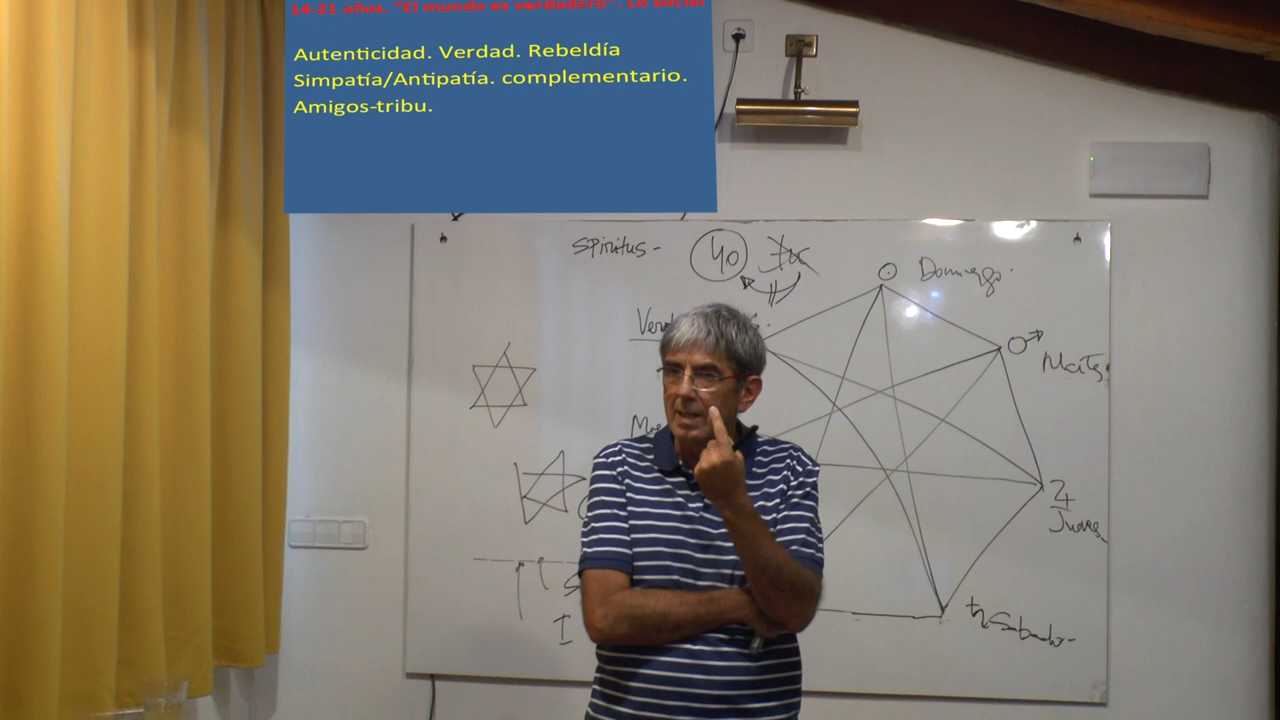 14-21 años. "El mundo es verdadero". Lo social
Autenticidad. Verdad. Rebeldía
Simpatía/Antipatía. complementario.
Amigos-tribu.
Spiritus-
40
Domingo.
Martes
Jueves
Sabado-
I